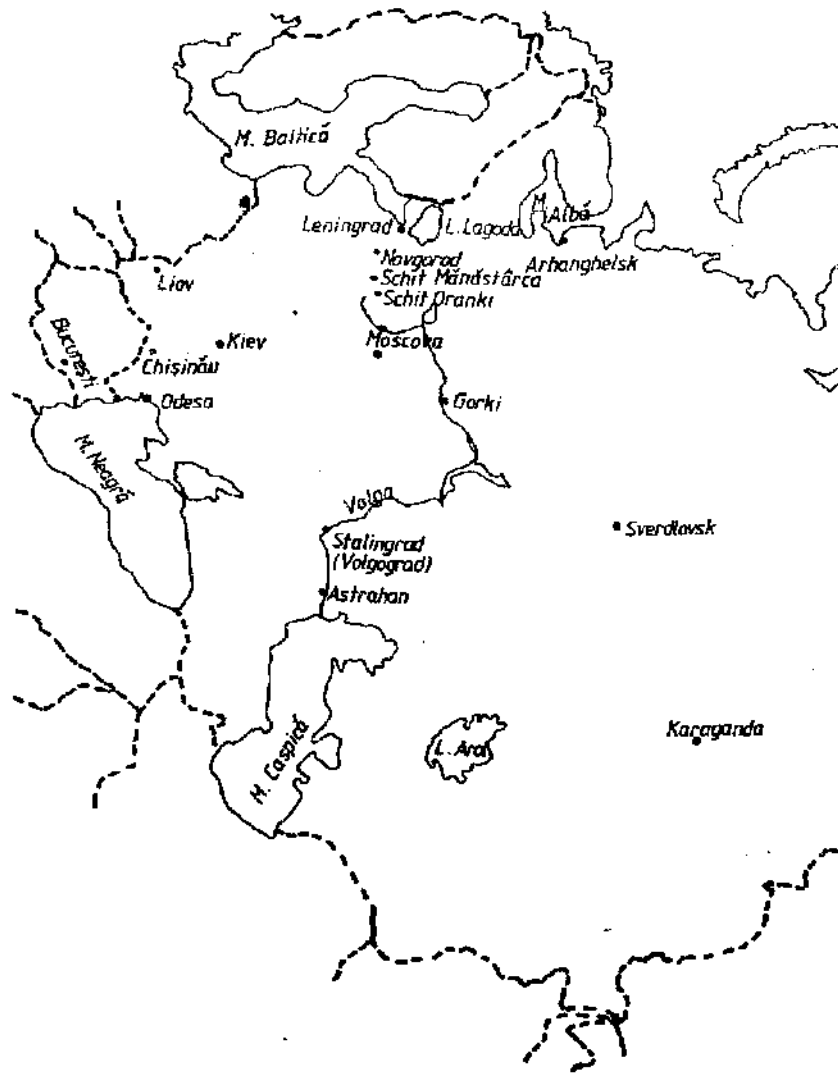 M. Baltică
Leningrad
L. Lagoda
M. Albă
Arhanghelsk
Novgorod
Schit Mănăstârca
Schit Oranki
Liov
Kiev
Moscova
București
Chișinău
Odesa
Gorki
M. Neagră
Volga
Stalingrad
(Volgograd)
Sverdlovsk
Astrahan
M. Caspică
L. Aral
Karaganda